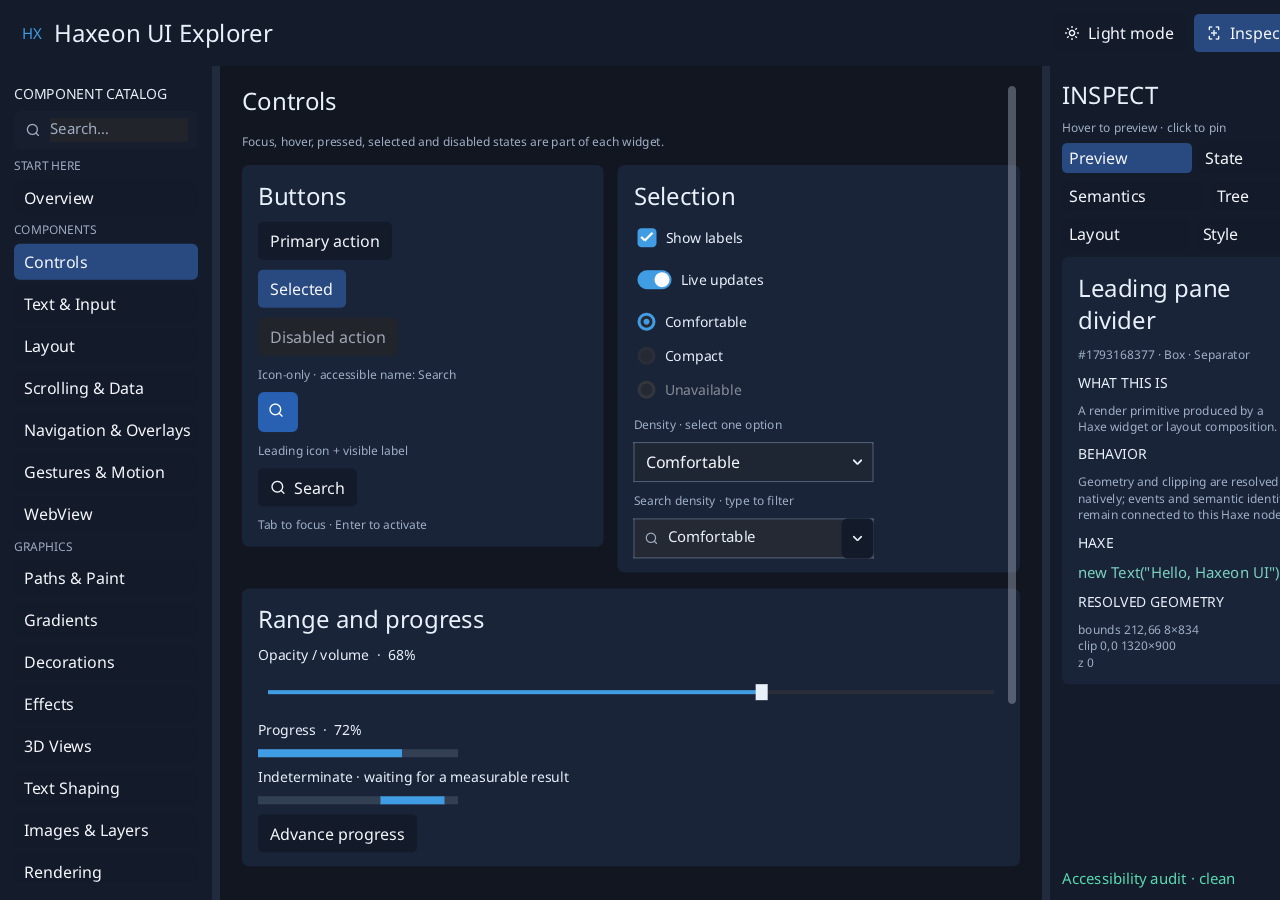 HX Haxeon UI Explorer
Light mode
Inspec
COMPONENT CATALOG
Search...
START HERE
Overview
COMPONENTS
Controls
Text & Input
Layout
Scrolling & Data
Navigation & Overlays
Gestures & Motion
WebView
GRAPHICS
Paths & Paint
Gradients
Decorations
Effects
3D Views
Text Shaping
Images & Layers
Rendering
Controls
Focus, hover, pressed, selected and disabled states are part of each widget.
Buttons
Primary action
Selected
Disabled action
Icon-only · accessible name: Search
Leading icon + visible label
Search
Tab to focus · Enter to activate
Selection
Show labels
Live updates
Comfortable
Compact
Unavailable
Density · select one option
Comfortable
Search density · type to filter
Comfortable
Range and progress
Opacity / volume · 68%
Progress · 72%
Indeterminate · waiting for a measurable result
Advance progress
INSPECT
Hover to preview · click to pin
Preview State
Semantics Tree
Layout Style
Leading pane
divider
#1793168377 · Box · Separator
WHAT THIS IS
A render primitive produced by a
Haxe widget or layout composition.
BEHAVIOR
Geometry and clipping are resolved
natively; events and semantic identi
remain connected to this Haxe node
HAXE
new Text("Hello, Haxeon UI")
RESOLVED GEOMETRY
bounds 212,66 8×834
clip 0,0 1320×900
z 0
Accessibility audit · clean